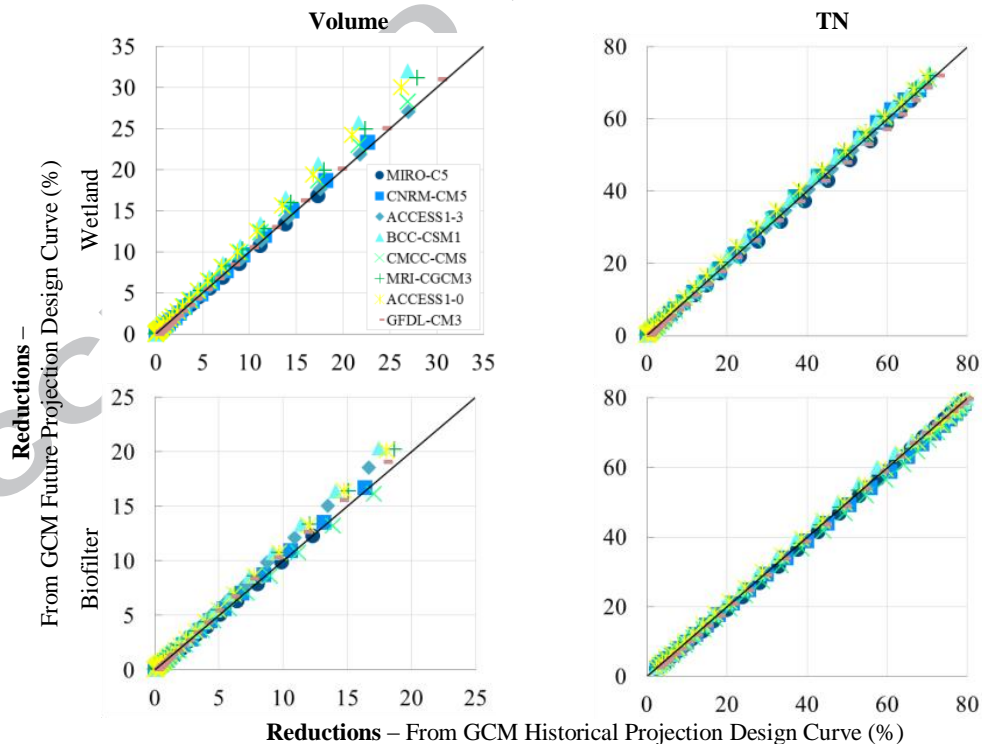 Volume
TN
Reductions –
From GCM Future Projection Design Curve (%)
Wetland
35
30
25
20
15
10
5
0
0 5 10 15 20 25 30 35
MIRO-C5
CNRM-CM5
ACCESS1-3
BCC-CSM1
CMCC-CMS
MRI-CGCM3
ACCESS1-0
GFDL-CM3
80
60
40
20
0
0 20 40 60 80
Biofilter
25
20
15
10
5
0
0 5 10 15 20 25
80
60
40
20
0
0 20 40 60 80
Reductions – From GCM Historical Projection Design Curve (%)